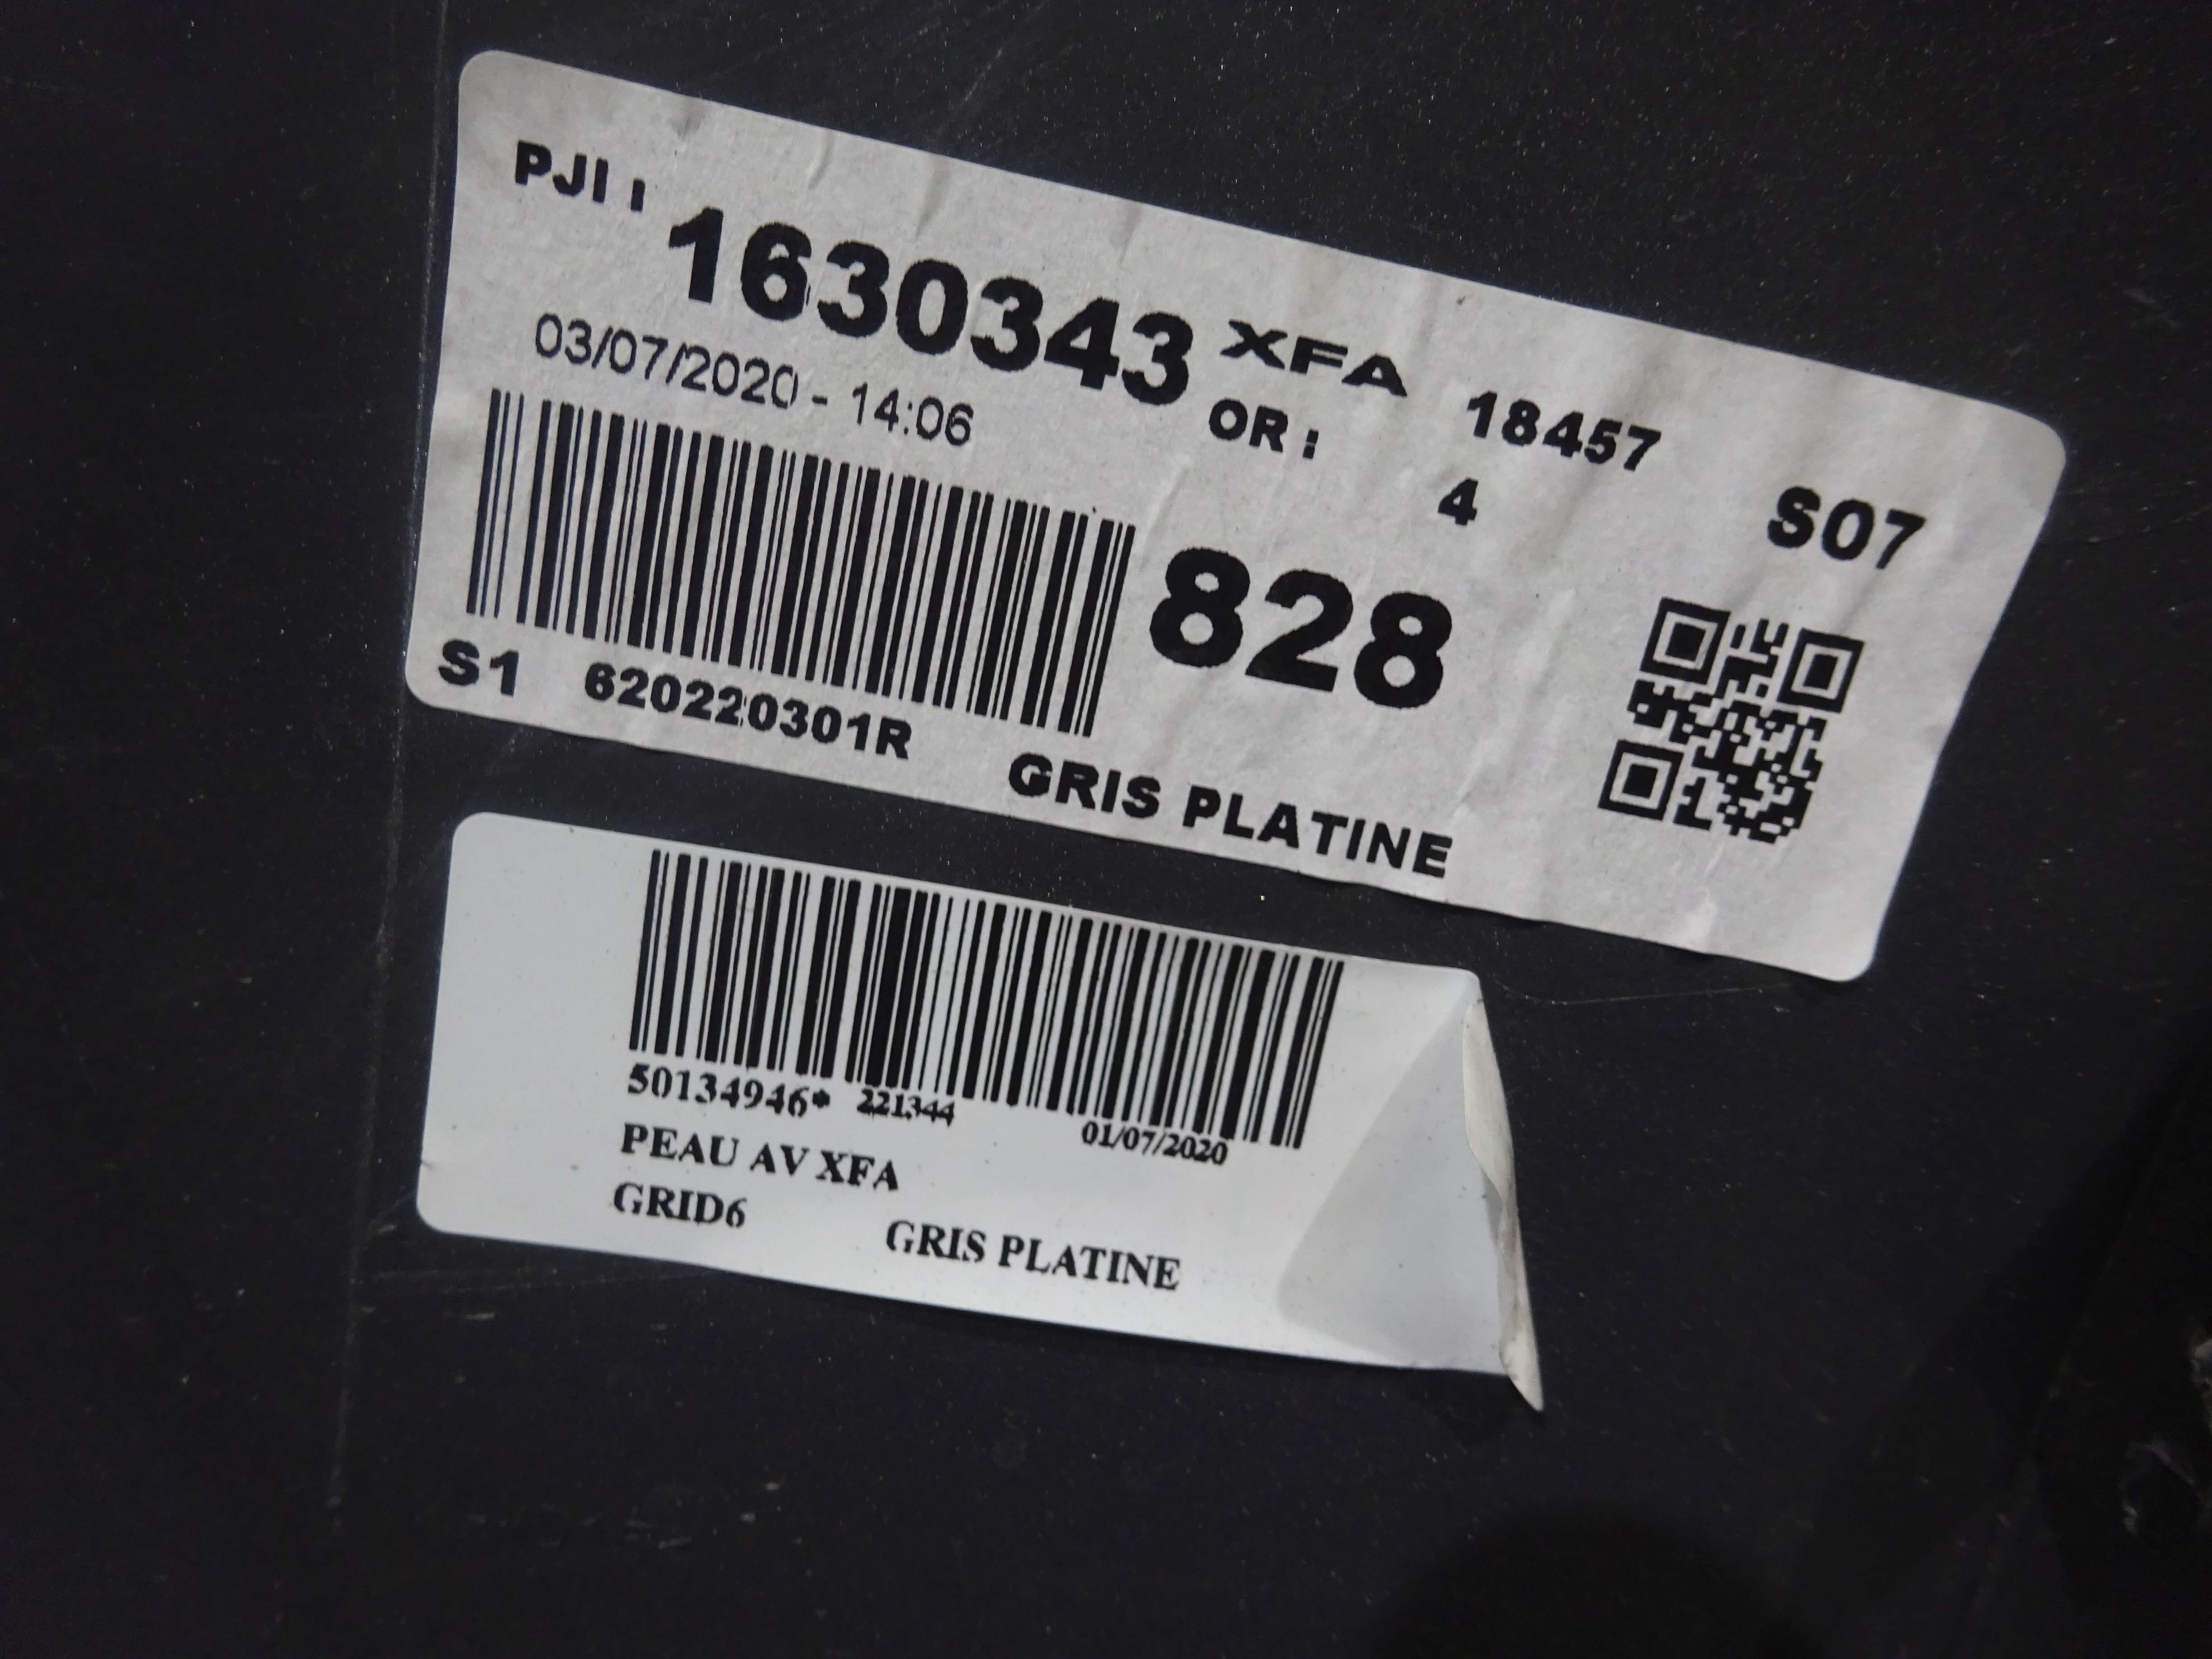 PJI :
1630343 XFA 18457
03/07/2020 - 14:06 OR : 4 S07
828
S1 620220301R GRIS PLATINE
50134946* 221344 01/07/2020
PEAU AV XFA
GRID6 GRIS PLATINE